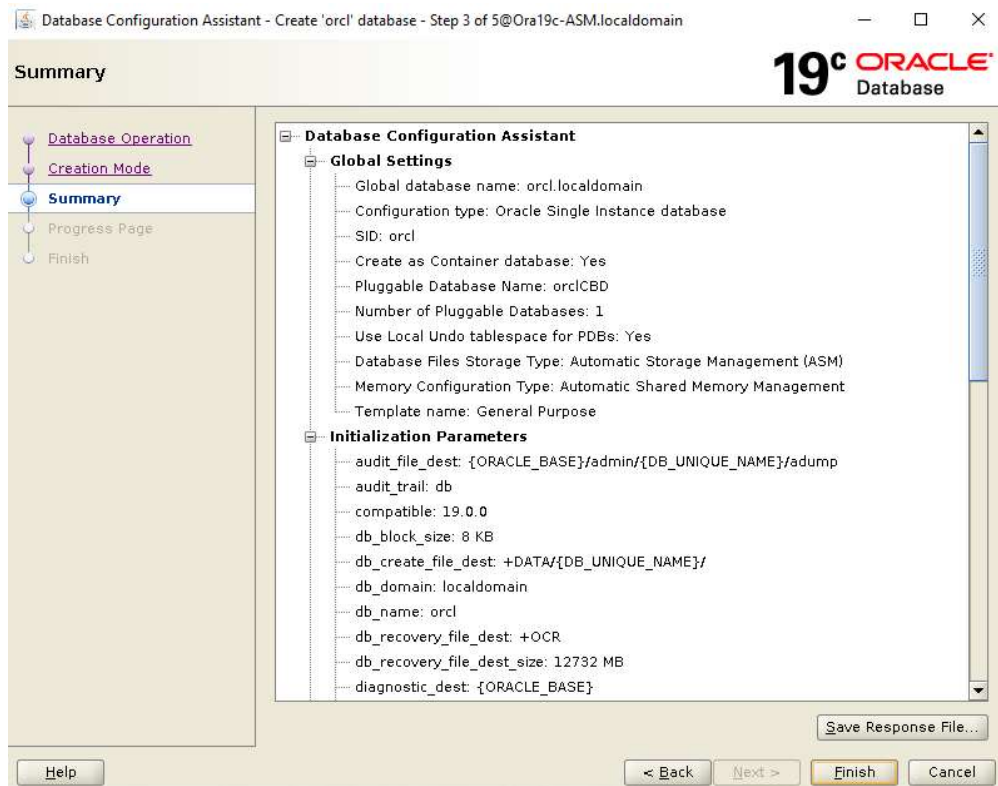 Database Configuration Assistant - Create 'orcl' database - Step 3 of 5@Ora19c-ASM.localdomain
Summary
19c ORACLE
Database
Database Operation
Creation Mode
Summary
Progress Page
Finish
Database Configuration Assistant
Global Settings
Global database name: orcl.localdomain
Configuration type: Oracle Single Instance database
SID: orcl
Create as Container database: Yes
Pluggable Database Name: orclCBD
Number of Pluggable Databases: 1
Use Local Undo tablespace for PDBs: Yes
Database Files Storage Type: Automatic Storage Management (ASM)
Memory Configuration Type: Automatic Shared Memory Management
Template name: General Purpose
Initialization Parameters
audit_file_dest: {ORACLE_BASE}/admin/{DB_UNIQUE_NAME}/adump
audit_trail: db
compatible: 19.0.0
db_block_size: 8 KB
db_create_file_dest: +DATA/{DB_UNIQUE_NAME}/
db_domain: localdomain
db_name: orcl
db_recovery_file_dest: +OCR
db_recovery_file_dest_size: 12732 MB
diagnostic_dest: {ORACLE_BASE}
Save Response File...
Help < Back Next > Finish Cancel